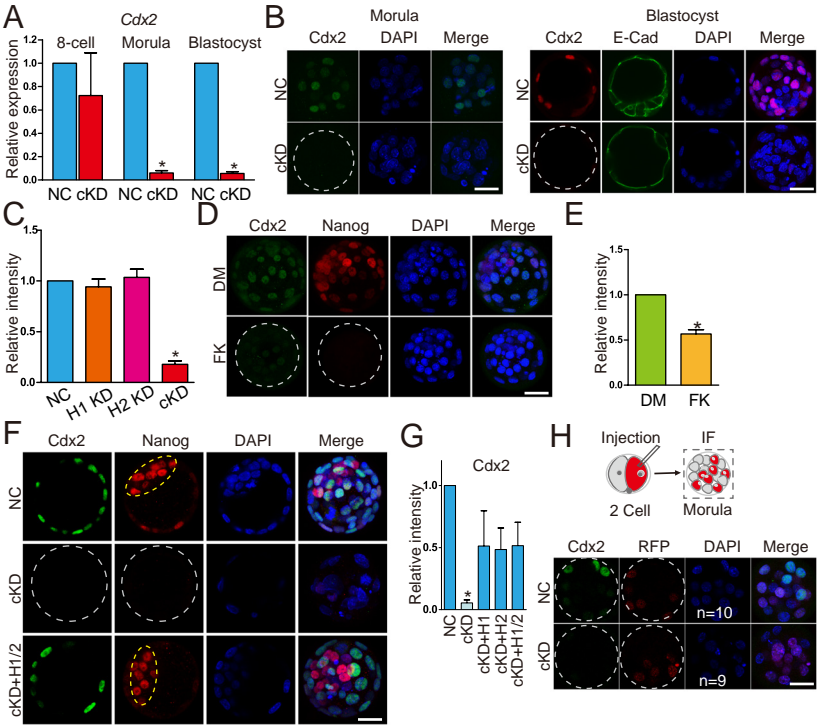 A
Cdx2
8-cell Morula Blastocyst
Relative expression
1.2
1.0
0.8
0.6
0.4
0.2
0.0
* *
NC cKD NC cKD NC cKD
B
Morula
Cdx2 DAPI Merge
NC
cKD
Blastocyst
Cdx2 E-Cad DAPI Merge
NC
cKD
C
Relative intensity
1.5
1.0
0.5
0.0
*
NC H1 KD H2 KD cKD
D
Cdx2 Nanog DAPI Merge
DM
FK
E
Relative intensity
1.5
1.0
0.5
0.0
*
DM FK
F
Cdx2 Nanog DAPI Merge
NC
cKD
cKD+H1/2
G
Cdx2
Relative intensity
1.0
0.5
0.0
*
NC
cKD
cKD+H1
cKD+H2
cKD+H1/2
H
Injection IF
2 Cell Morula
Cdx2 RFP DAPI Merge
NC
n=10
cKD
n=9